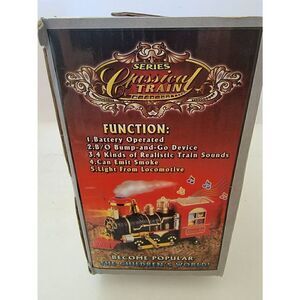 SERIES
Classical
TRAIN
FUNCTION:
1.Battery Operated
2.B/O Bump-and-Go Device
3.4 Kinds of Realistic Train Sounds
4.Can Emit Smoke
5.Light From Locomotive
BECOME POPULAR
THE CHILDREN'S WORLD!